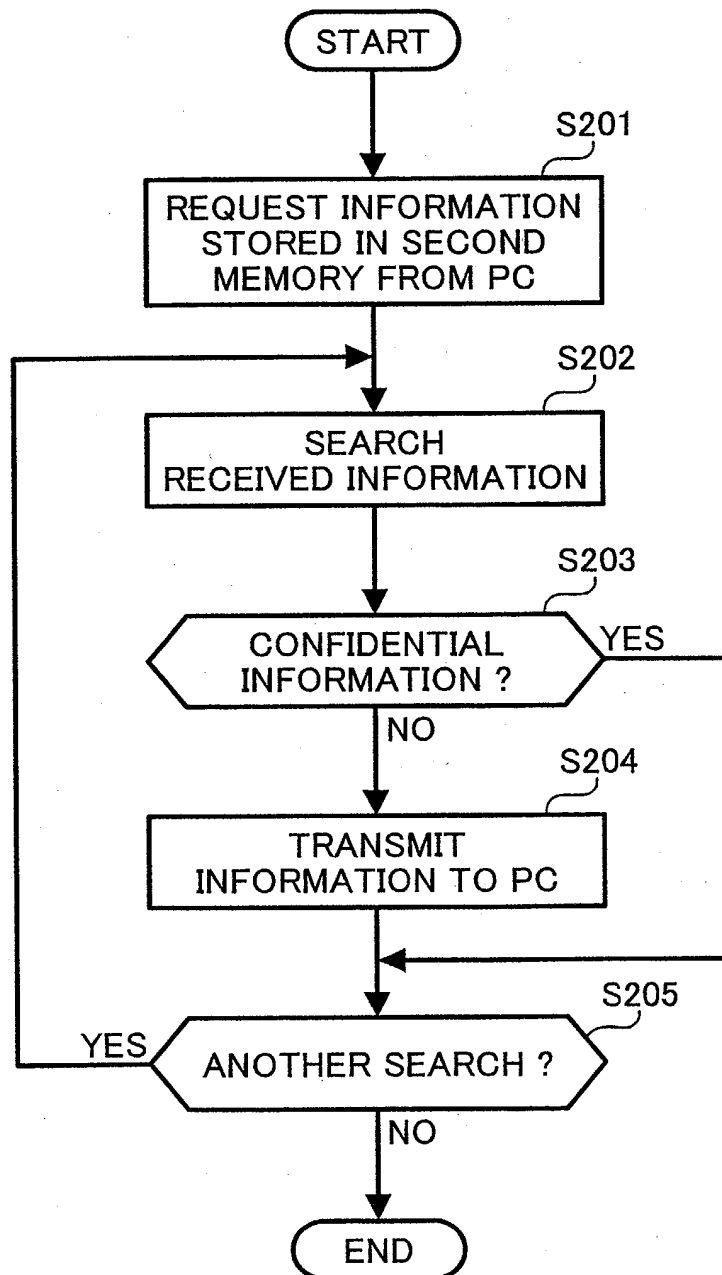 START
S201
REQUEST INFORMATION
STORED IN SECOND
MEMORY FROM PC
S202
SEARCH
RECEIVED INFORMATION
S203
CONFIDENTIAL
INFORMATION ?
YES
NO
S204
TRANSMIT
INFORMATION TO PC
S205
YES
ANOTHER SEARCH ?
NO
END